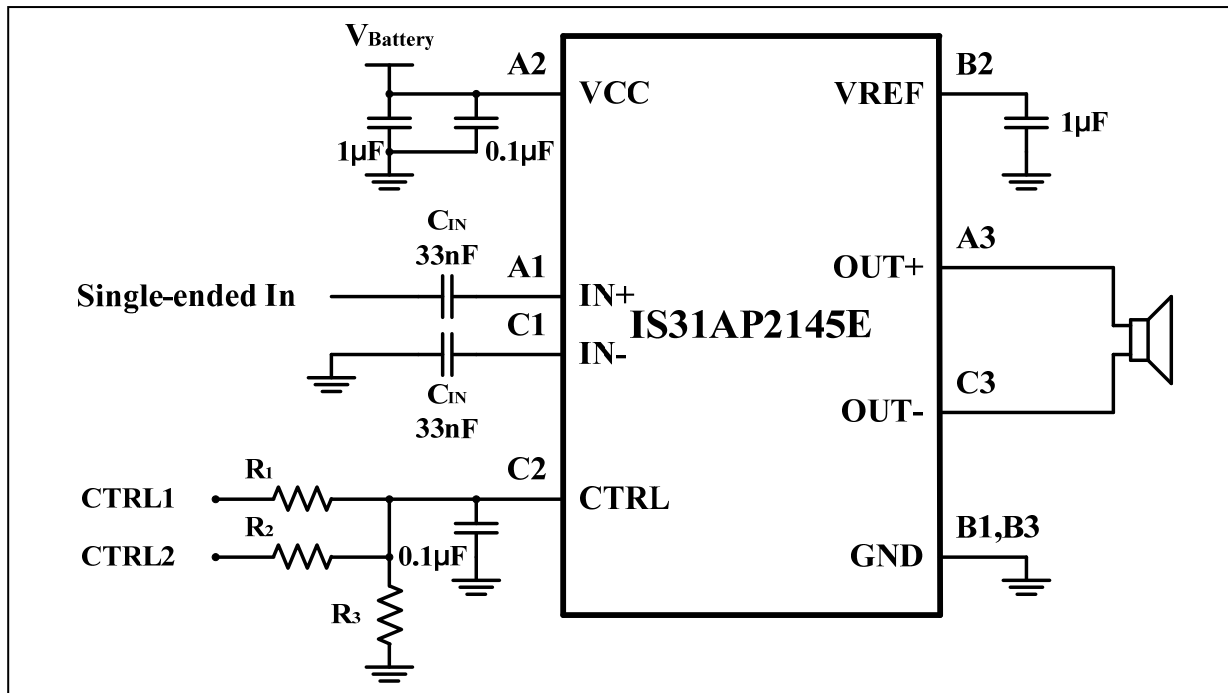 VBattery
A2
VCC
1µF
0.1µF
B2
VREF
1µF
CIN
33nF
A1
Single-ended In
IN+
C1
IN-
CIN
33nF
IS31AP2145E
A3
OUT+
C3
OUT-
R1
CTRL1
C2
CTRL
R2
CTRL2
0.1µF
R3
B1,B3
GND